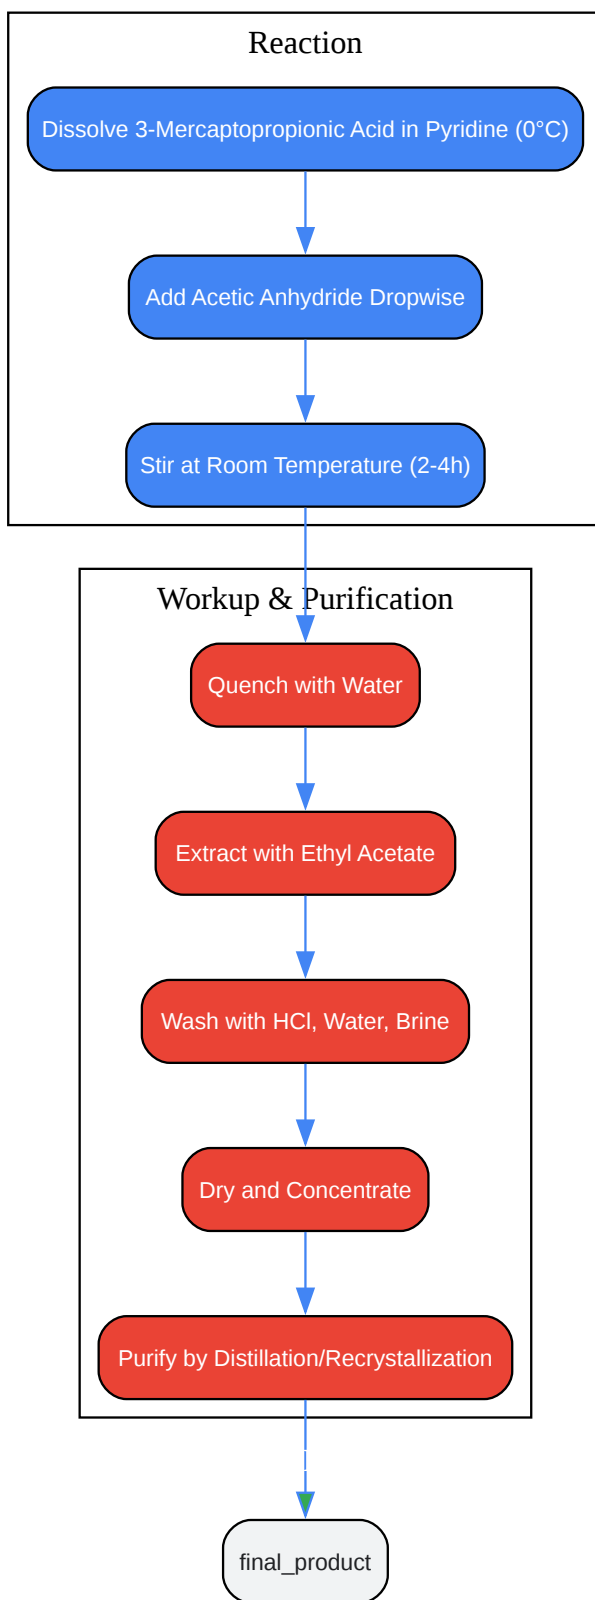 Reaction
Dissolve 3-Mercaptopropionic Acid in Pyridine (0°C)
Add Acetic Anhydride Dropwise
Stir at Room Temperature (2-4h)
Workup & Purification
Quench with Water
Extract with Ethyl Acetate
Wash with HCl, Water, Brine
Dry and Concentrate
Purify by Distillation/Recrystallization
final_product